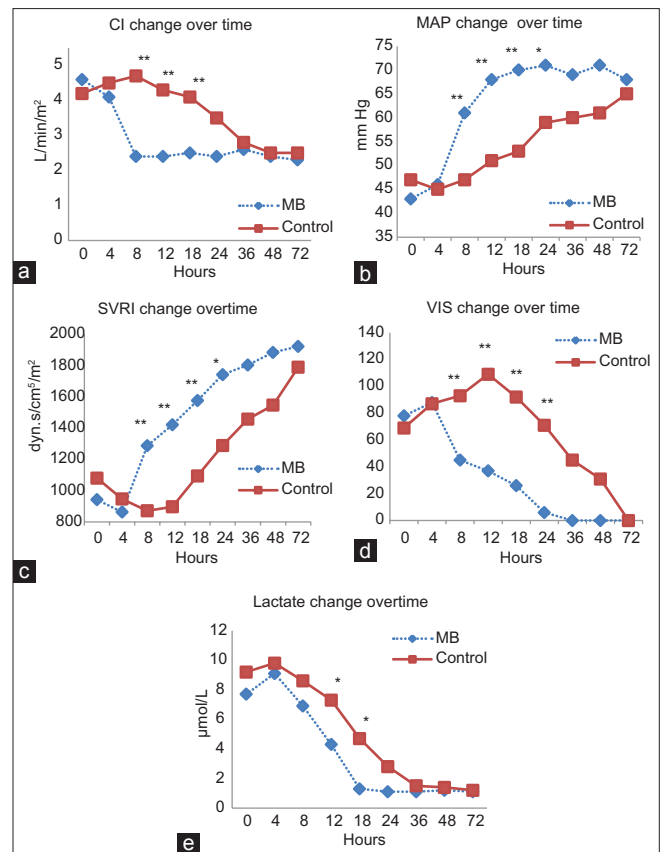 CI change over time
5
4
3
2
1
0
L/min/m²
** ** **
MB
Control
0 4 8 12 18 24 36 48 72
Hours
a
MAP change over time
75
70
65
60
55
50
45
40
35
mm Hg
** ** ** *
MB
Control
0 4 8 12 18 24 36 48 72
Hours
b
SVRI change overtime
2000
1800
1600
1400
1200
1000
800
dyn.s/cm⁵/m²
** ** ** *
MB
Control
0 4 8 12 18 24 36 48 72
Hours
c
VIS change over time
140
120
100
80
60
40
20
0
** ** ** **
MB
Control
0 4 8 12 18 24 36 48 72
Hours
d
Lactate change overtime
12
10
8
6
4
2
0
µmol/L
* *
MB
Control
0 4 8 12 18 24 36 48 72
Hours
e